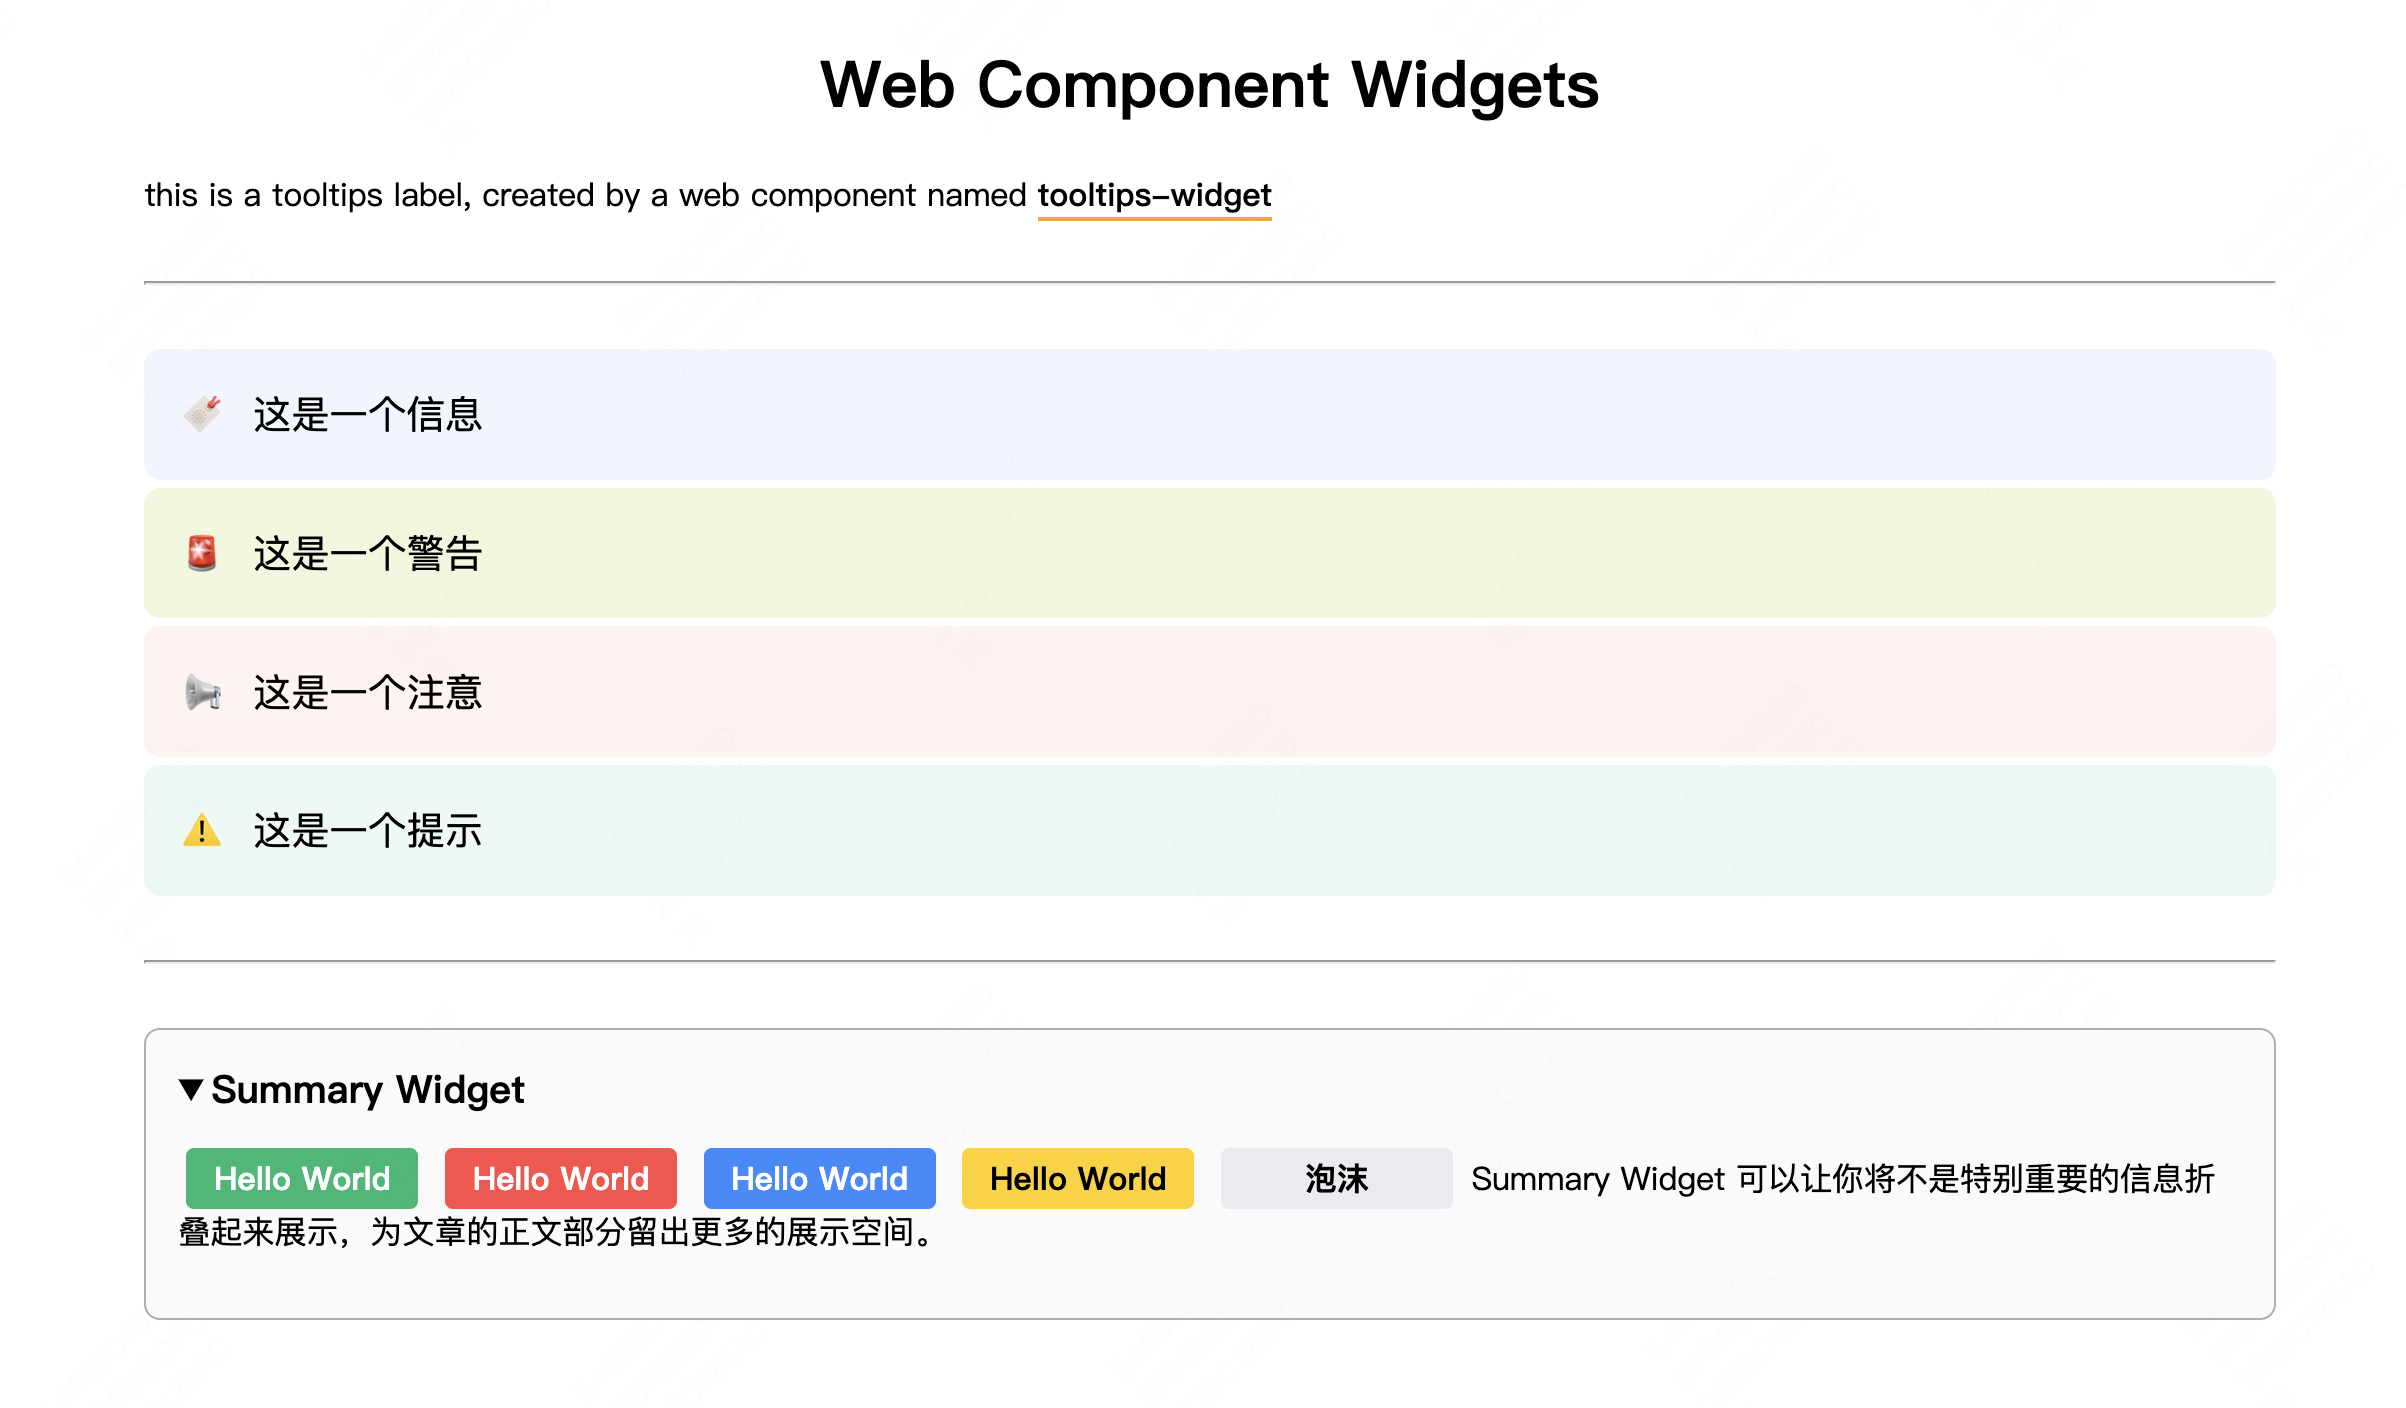 Web Component Widgets
this is a tooltips label, created by a web component named tooltips-widget
这是一个信息
这是一个警告
这是一个注意
这是一个提示
Summary Widget
Hello World Hello World Hello World Hello World 泡沫 Summary Widget 可以让你将不是特别重要的信息折
叠起来展示，为文章的正文部分留出更多的展示空间。